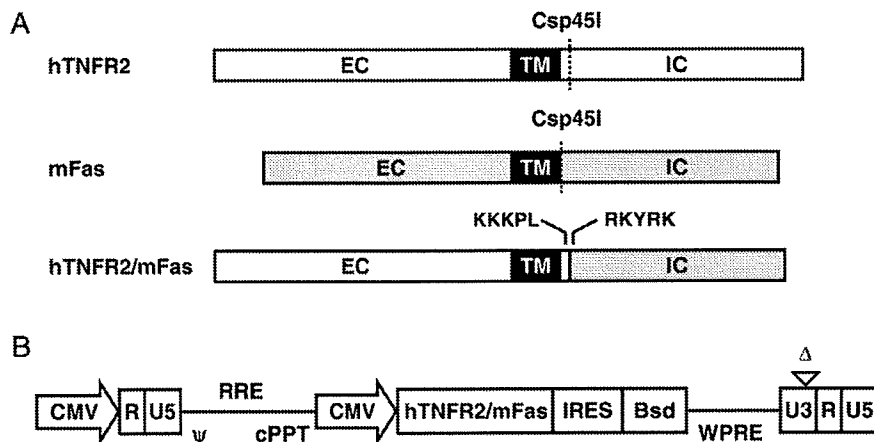 A
Csp45I
hTNFR2 EC TM IC
Csp45I
mFas EC TM IC
KKKPL RKYRK
hTNFR2/mFas EC TM IC
B
Δ
CMV R U5 RRE CMV hTNFR2/mFas IRES Bsd U3 R U5
ψ cPPT WPRE